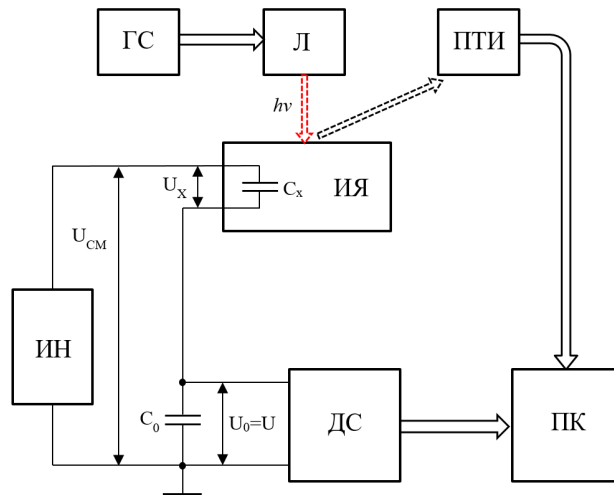 ГС
Л
ПТИ
hν
U_X
C_x
ИЯ
U_CM
ИН
C_0
U_0=U
ДС
ПК